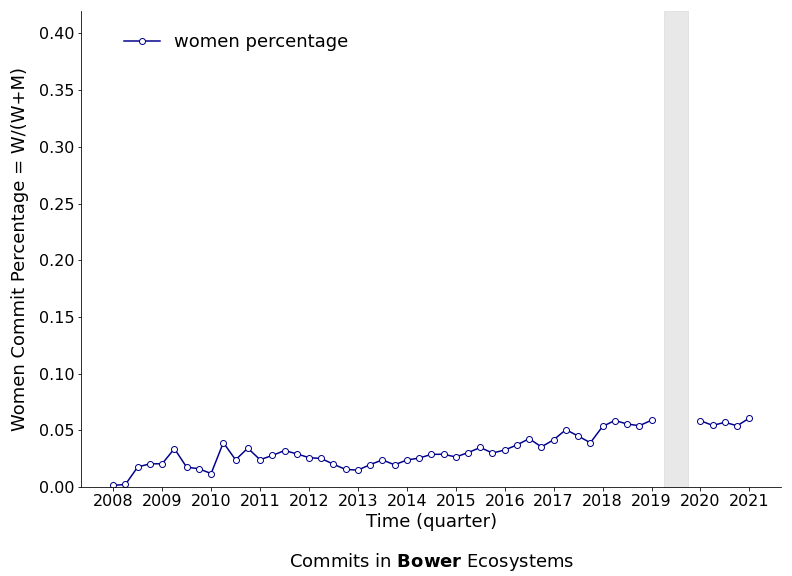 women percentage
Women Commit Percentage = W/(W+M)
0.40
0.35
0.30
0.25
0.20
0.15
0.10
0.05
0.00
2008 2009 2010 2011 2012 2013 2014 2015 2016 2017 2018 2019 2020 2021
Time (quarter)
Commits in Bower Ecosystems